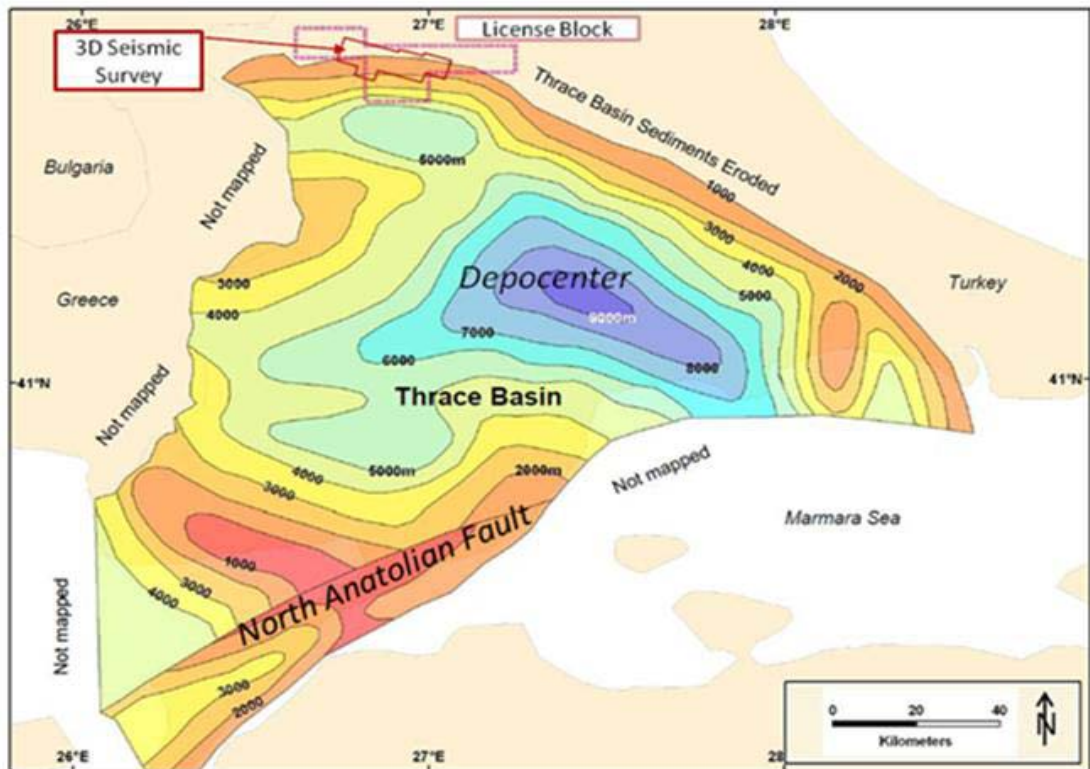 26°E
27°E
28°E
License Block
3D Seismic
Survey
Thrace Basin Sediments Eroded
Bulgaria
Not mapped
5000m
1000
3000
4000
2000
5000
Turkey
Depocenter
9000m
3000
4000
Greece
7000
6000
8000
41°N
41°N
Thrace Basin
Not mapped
4000
5000m
2000m
3000
Not mapped
Marmara Sea
North Anatolian Fault
1000
3000
4000
Not mapped
3000
2000
0 20 40
Kilometers
N
26°E
27°E
28